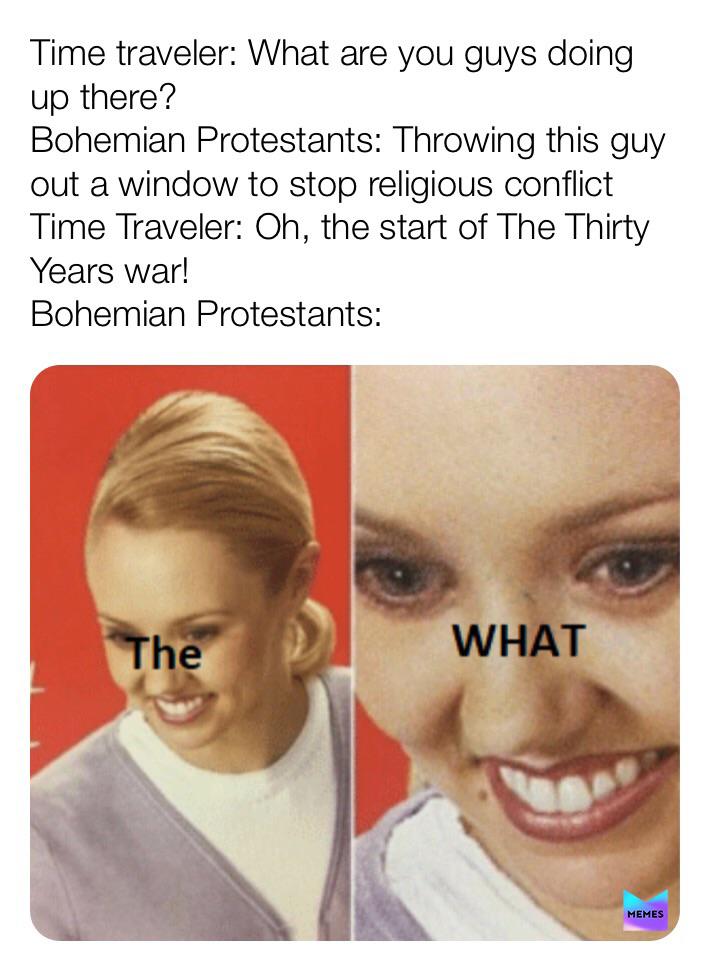 Time traveler: What are you guys doing
up there?
Bohemian Protestants: Throwing this guy
out a window to stop religious conflict
Time Traveler: Oh, the start of The Thirty
Years war!
Bohemian Protestants:
The
WHAT
MEMES